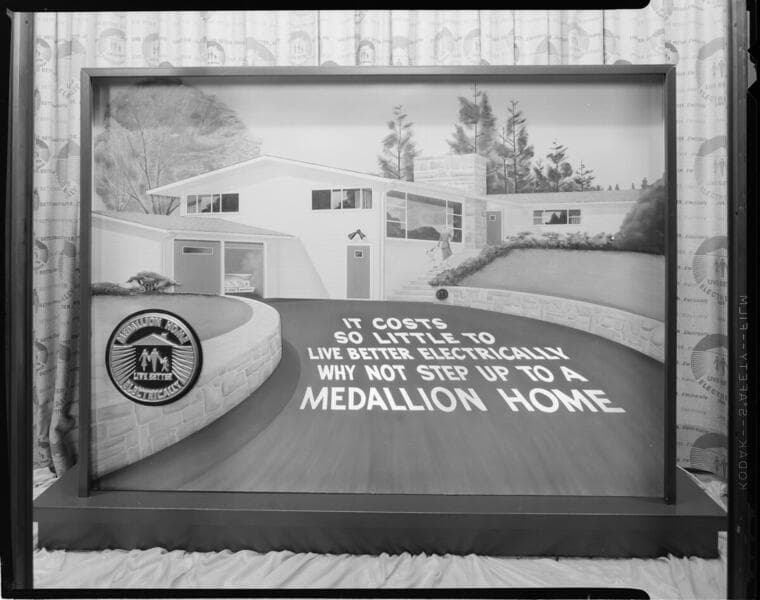 IT COSTS
SO LITTLE TO
LIVE BETTER ELECTRICALLY
WHY NOT STEP UP TO A
MEDALLION HOME
MEDALLION HOME
LIVE BETTER
ELECTRICALLY
KODAK--SAFETY--FILM